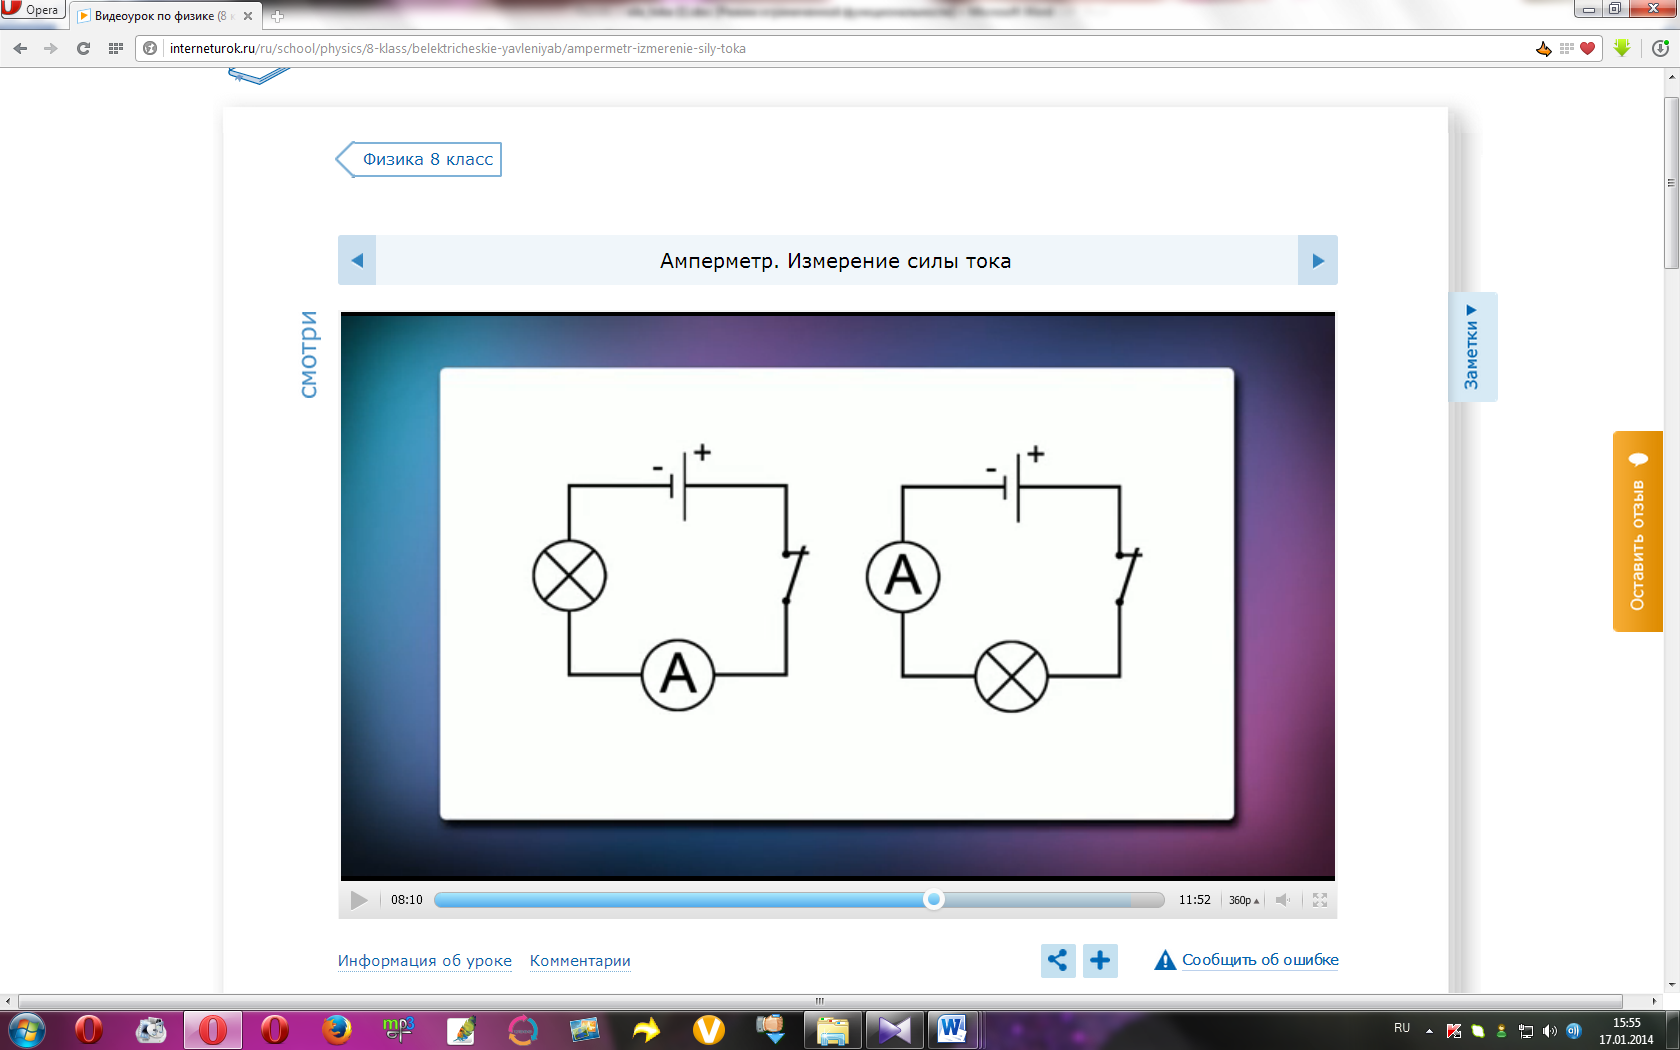 Opera
Видеоурок по физике (8 к
interneturok.ru/ru/school/physics/8-klass/belektricheskie-yavleniyab/ampermetr-izmerenie-sily-toka
Физика 8 класс
Амперметр. Измерение силы тока
смотри
Заметки
Оставить отзыв
- +
- +
A
A
08:10
11:52
360p
Информация об уроке
Комментарии
Сообщить об ошибке
mp3
RU
15:55
17.01.2014